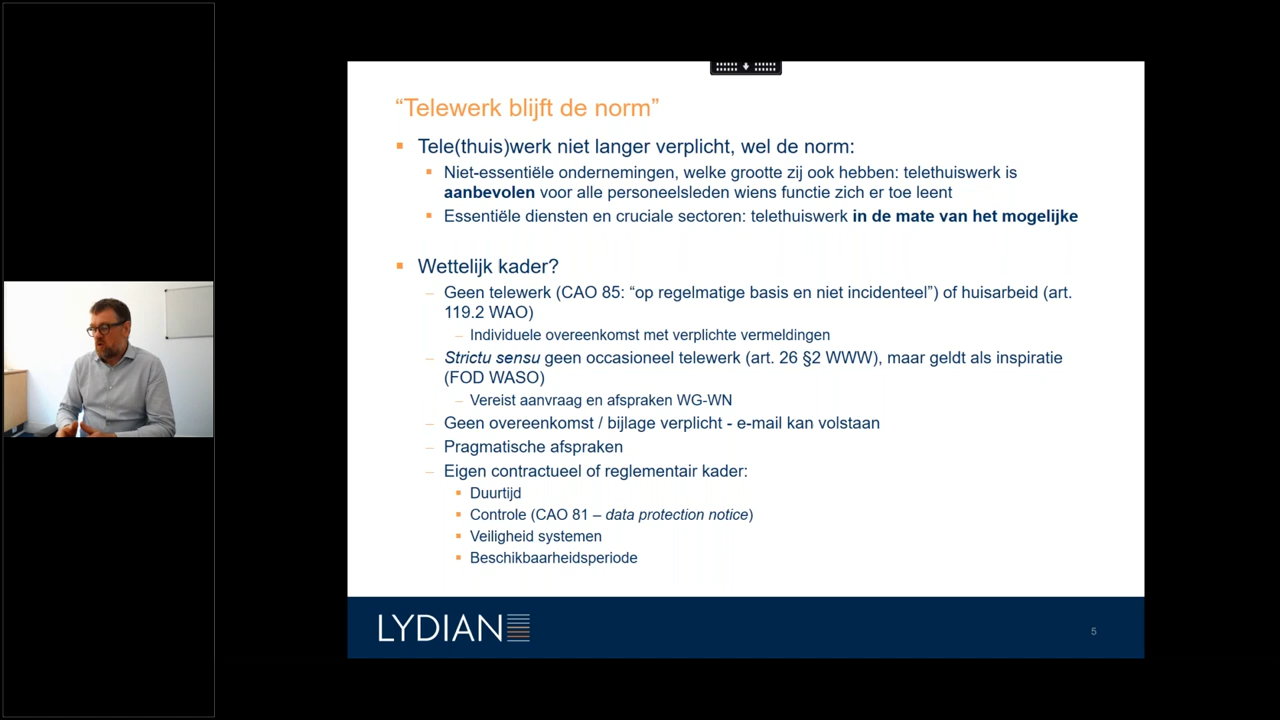 “Telewerk blijft de norm”
Tele(thuis)werk niet langer verplicht, wel de norm:
Niet-essentiële ondernemingen, welke grootte zij ook hebben: telethuiswerk is
aanbevolen voor alle personeelsleden wiens functie zich er toe leent
Essentiële diensten en cruciale sectoren: telethuiswerk in de mate van het mogelijke
Wettelijk kader?
Geen telewerk (CAO 85: “op regelmatige basis en niet incidenteel”) of huisarbeid (art.
119.2 WAO)
Individuele overeenkomst met verplichte vermeldingen
Strictu sensu geen occasioneel telewerk (art. 26 §2 WWW), maar geldt als inspiratie
(FOD WASO)
Vereist aanvraag en afspraken WG-WN
Geen overeenkomst / bijlage verplicht - e-mail kan volstaan
Pragmatische afspraken
Eigen contractueel of reglementair kader:
Duurtijd
Controle (CAO 81 – data protection notice)
Veiligheid systemen
Beschikbaarheidsperiode
LYDIAN
5